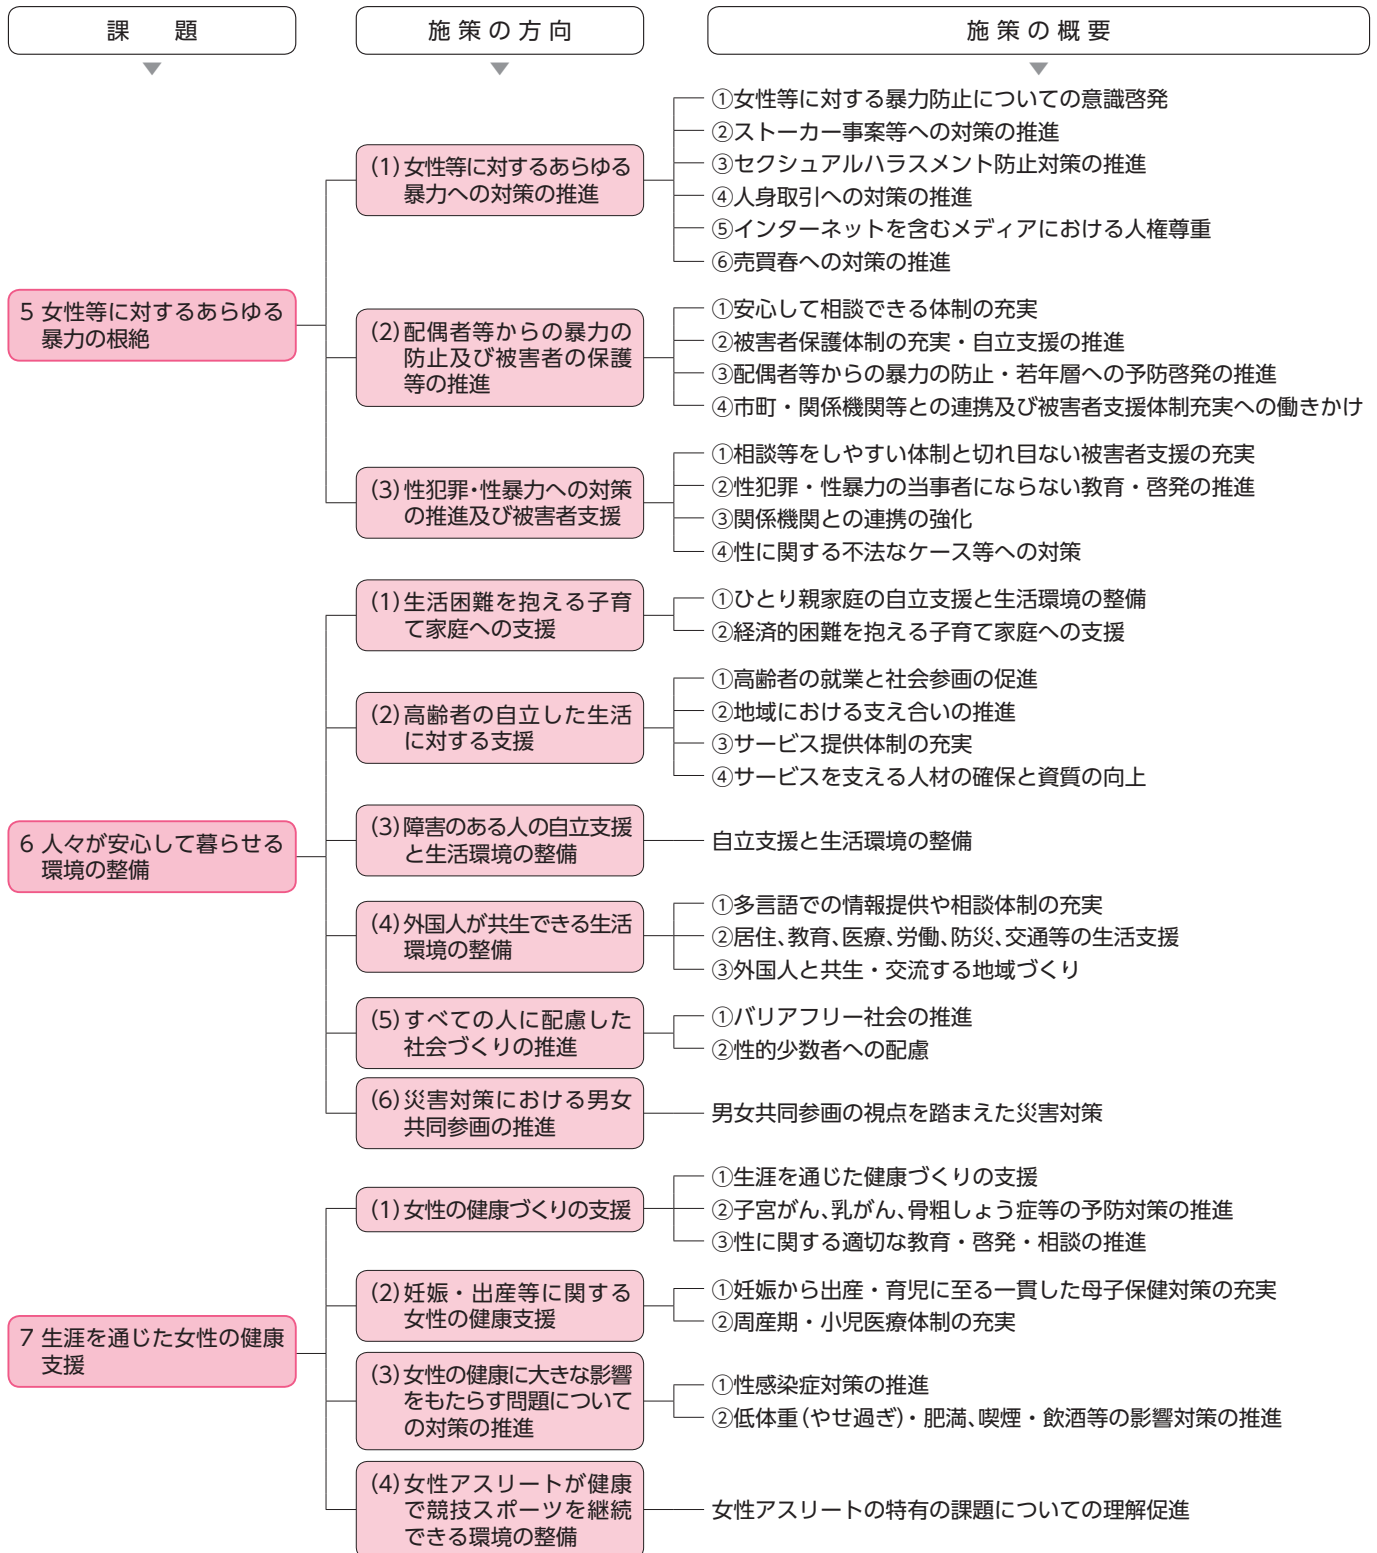 課　題
施策の方向
施策の概要
5 女性等に対するあらゆる
暴力の根絶
(1)女性等に対するあらゆる
暴力への対策の推進
①女性等に対する暴力防止についての意識啓発
②ストーカー事案等への対策の推進
③セクシュアルハラスメント防止対策の推進
④人身取引への対策の推進
⑤インターネットを含むメディアにおける人権尊重
⑥売買春への対策の推進
(2)配偶者等からの暴力の
防止及び被害者の保護
等の推進
①安心して相談できる体制の充実
②被害者保護体制の充実・自立支援の推進
③配偶者等からの暴力の防止・若年層への予防啓発の推進
④市町・関係機関等との連携及び被害者支援体制充実への働きかけ
(3)性犯罪・性暴力への対策
の推進及び被害者支援
①相談等をしやすい体制と切れ目ない被害者支援の充実
②性犯罪・性暴力の当事者にならない教育・啓発の推進
③関係機関との連携の強化
④性に関する不法なケース等への対策
6 人々が安心して暮らせる
環境の整備
(1)生活困難を抱える子育
て家庭への支援
①ひとり親家庭の自立支援と生活環境の整備
②経済的困難を抱える子育て家庭への支援
(2)高齢者の自立した生活
に対する支援
①高齢者の就業と社会参画の促進
②地域における支え合いの推進
③サービス提供体制の充実
④サービスを支える人材の確保と資質の向上
(3)障害のある人の自立支援
と生活環境の整備
自立支援と生活環境の整備
(4)外国人が共生できる生活
環境の整備
①多言語での情報提供や相談体制の充実
②居住、教育、医療、労働、防災、交通等の生活支援
③外国人と共生・交流する地域づくり
(5)すべての人に配慮した
社会づくりの推進
①バリアフリー社会の推進
②性的少数者への配慮
(6)災害対策における男女
共同参画の推進
男女共同参画の視点を踏まえた災害対策
7 生涯を通じた女性の健康
支援
(1)女性の健康づくりの支援
①生涯を通じた健康づくりの支援
②子宮がん、乳がん、骨粗しょう症等の予防対策の推進
③性に関する適切な教育・啓発・相談の推進
(2)妊娠・出産等に関する
女性の健康支援
①妊娠から出産・育児に至る一貫した母子保健対策の充実
②周産期・小児医療体制の充実
(3)女性の健康に大きな影響
をもたらす問題について
の対策の推進
①性感染症対策の推進
②低体重(やせ過ぎ)・肥満、喫煙・飲酒等の影響対策の推進
(4)女性アスリートが健康
で競技スポーツを継続
できる環境の整備
女性アスリートの特有の課題についての理解促進